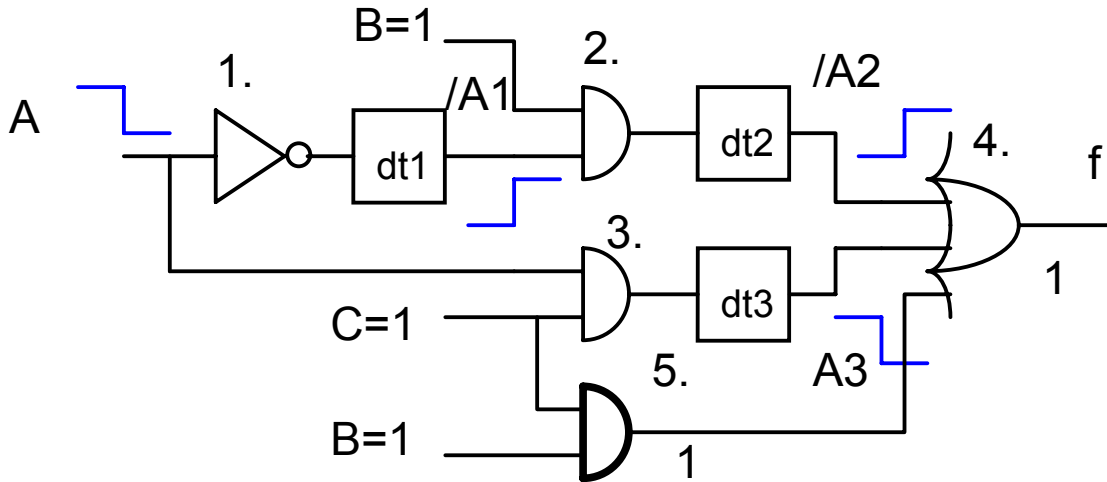 B=1
2.
1.
/A1
/A2
A
dt1
dt2
4.
f
3.
C=1
dt3
1
5.
A3
B=1
1